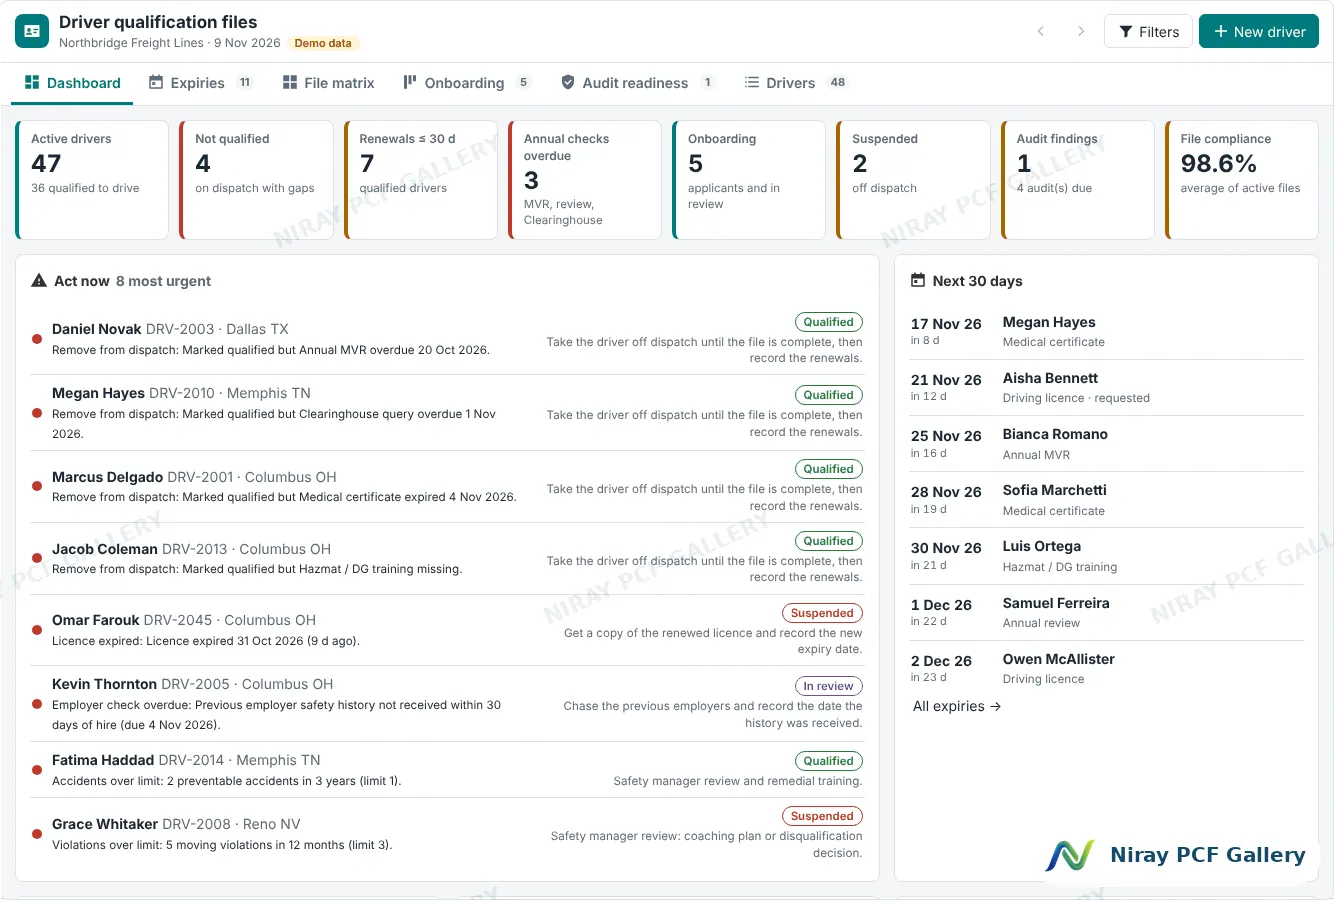 Driver qualification files
Northbridge Freight Lines · 9 Nov 2026 Demo data
Filters
New driver
Dashboard
Expiries 11
File matrix
Onboarding 5
Audit readiness 1
Drivers 48
Active drivers
47
36 qualified to drive
Not qualified
4
on dispatch with gaps
Renewals ≤ 30 d
7
qualified drivers
Annual checks
overdue
3
MVR, review,
Clearinghouse
Onboarding
5
applicants and in
review
Suspended
2
off dispatch
Audit findings
1
4 audit(s) due
File compliance
98.6%
average of active files
Act now 8 most urgent
Daniel Novak DRV-2003 · Dallas TX
Remove from dispatch: Marked qualified but Annual MVR overdue 20 Oct 2026.
Qualified
Take the driver off dispatch until the file is complete, then
record the renewals.
Megan Hayes DRV-2010 · Memphis TN
Remove from dispatch: Marked qualified but Clearinghouse query overdue 1 Nov
2026.
Qualified
Take the driver off dispatch until the file is complete, then
record the renewals.
Marcus Delgado DRV-2001 · Columbus OH
Remove from dispatch: Marked qualified but Medical certificate expired 4 Nov 2026.
Qualified
Take the driver off dispatch until the file is complete, then
record the renewals.
Jacob Coleman DRV-2013 · Columbus OH
Remove from dispatch: Marked qualified but Hazmat / DG training missing.
Qualified
Take the driver off dispatch until the file is complete, then
record the renewals.
Omar Farouk DRV-2045 · Columbus OH
Licence expired: Licence expired 31 Oct 2026 (9 d ago).
Suspended
Get a copy of the renewed licence and record the new
expiry date.
Kevin Thornton DRV-2005 · Columbus OH
Employer check overdue: Previous employer safety history not received within 30
days of hire (due 4 Nov 2026).
In review
Chase the previous employers and record the date the
history was received.
Fatima Haddad DRV-2014 · Memphis TN
Accidents over limit: 2 preventable accidents in 3 years (limit 1).
Qualified
Safety manager review and remedial training.
Grace Whitaker DRV-2008 · Reno NV
Violations over limit: 5 moving violations in 12 months (limit 3).
Suspended
Safety manager review: coaching plan or disqualification
decision.
Next 30 days
17 Nov 26 Megan Hayes
in 8 d Medical certificate
21 Nov 26 Aisha Bennett
in 12 d Driving licence · requested
25 Nov 26 Bianca Romano
in 16 d Annual MVR
28 Nov 26 Sofia Marchetti
in 19 d Medical certificate
30 Nov 26 Luis Ortega
in 21 d Hazmat / DG training
1 Dec 26 Samuel Ferreira
in 22 d Annual review
2 Dec 26 Owen McAllister
in 23 d Driving licence
All expiries →
Niray PCF Gallery
NIRAY PCF GALLERY
NIRAY PCF GALLERY
PCF GALLERY
NIRAY PCF GALLERY
NIRAY PCF GALL